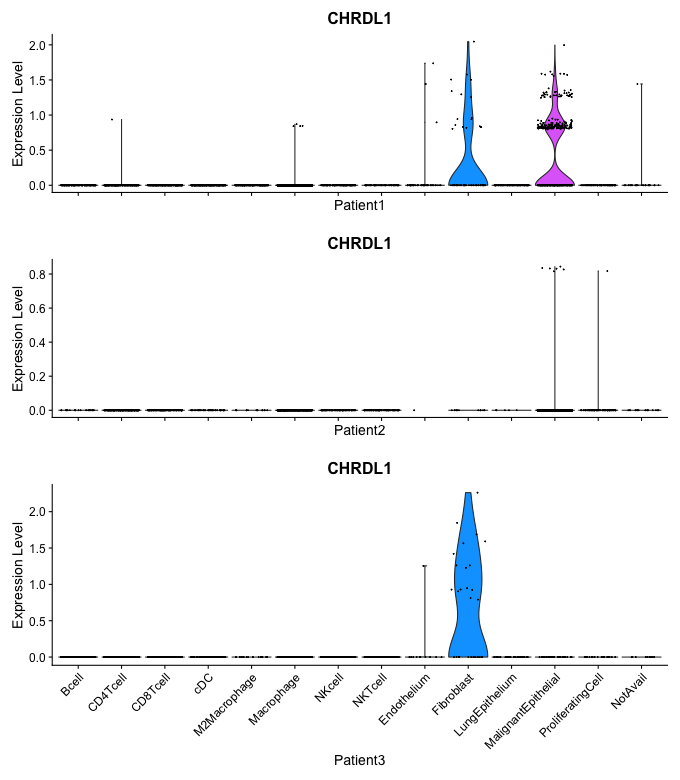 CHRDL1
Expression Level
2.0
1.5
1.0
0.5
0.0
Patient1
CHRDL1
Expression Level
0.8
0.6
0.4
0.2
0.0
Patient2
CHRDL1
Expression Level
2.0
1.5
1.0
0.5
0.0
Bcell
CD4Tcell
CD8Tcell
cDC
M2Macrophage
Macrophage
NKcell
NKTcell
Endothelium
Fibroblast
LungEpithelium
MalignantEpithelial
ProliferatingCell
NotAvail
Patient3